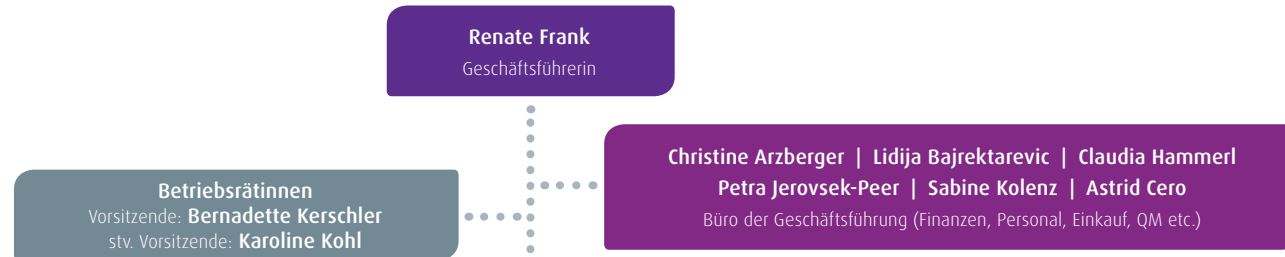 Renate Frank
Geschäftsführerin
Christine Arzberger | Lidija Bajrektarevic | Claudia Hammerl
Petra Jerovsek-Peer | Sabine Kolenz | Astrid Cero
Büro der Geschäftsführung (Finanzen, Personal, Einkauf, QM etc.)
Betriebsrätinnen
Vorsitzende: Bernadette Kerschler
stv. Vorsitzende: Karoline Kohl